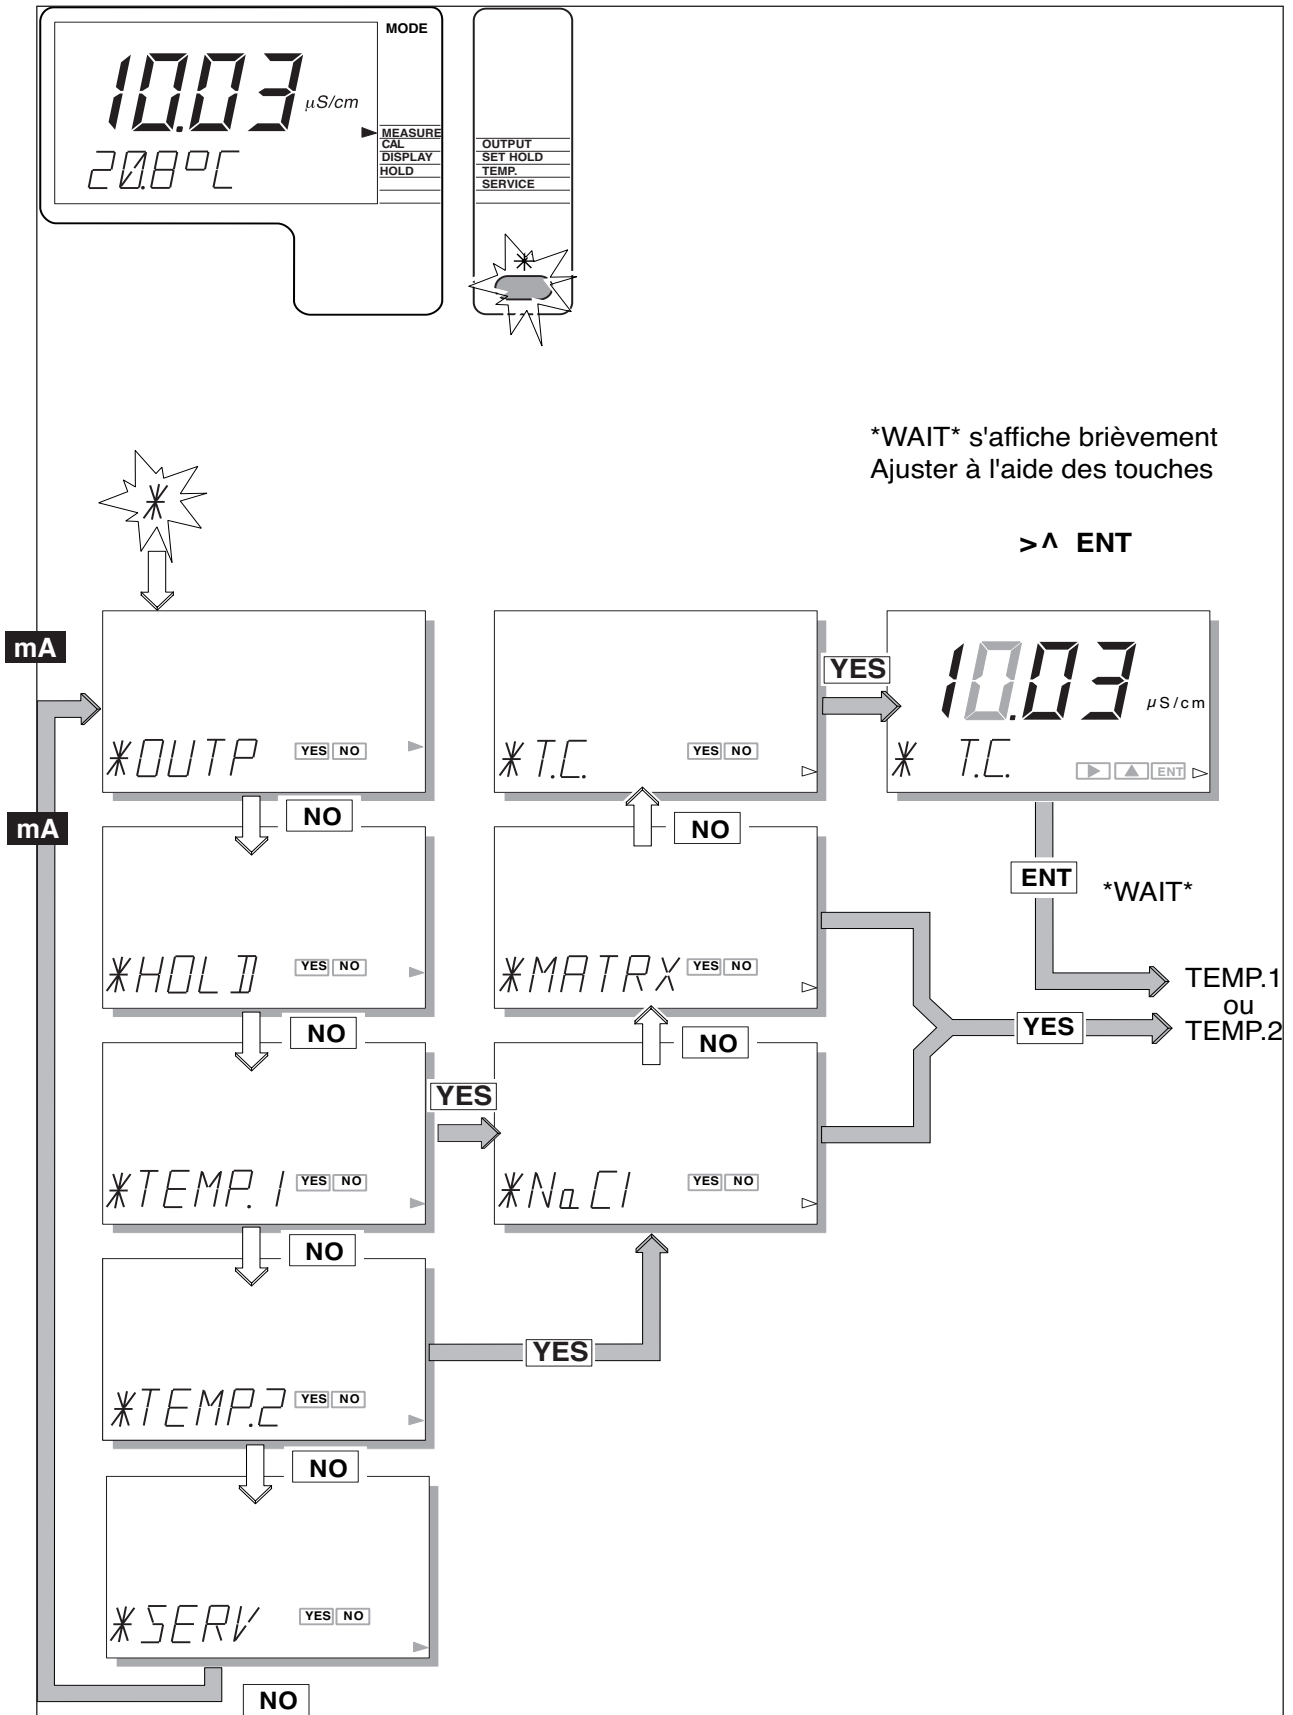 MODE
10.03 µS/cm
20.8°C
MEASURE
CAL
DISPLAY
HOLD
OUTPUT
SET HOLD
TEMP.
SERVICE
*
*WAIT* s'affiche brièvement
Ajuster à l'aide des touches
>^ ENT
*
mA
*OUTP YES NO
*T.C. YES NO
YES
10.03 µS/cm
* T.C. ENT
mA
NO
NO
ENT
*WAIT*
*HOLD YES NO
*MATRX YES NO
TEMP.1
ou
TEMP.2
YES
NO
NO
YES
*TEMP.1 YES NO
*NaCl YES NO
NO
YES
*TEMP.2 YES NO
NO
*SERV YES NO
NO